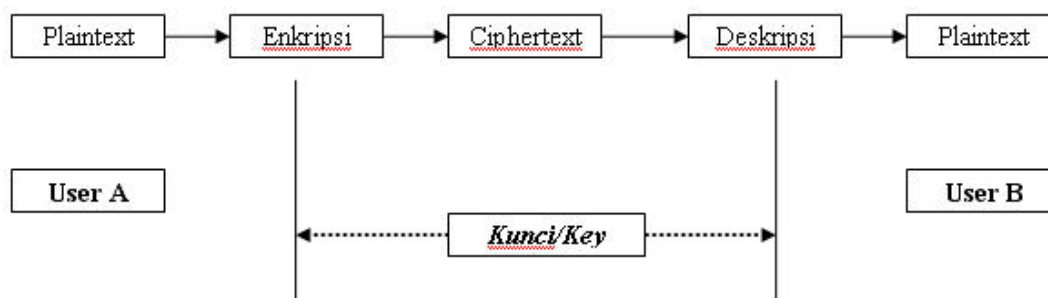 Plaintext Enkripsi Ciphertext Deskripsi Plaintext
User A User B
Kunci/Key